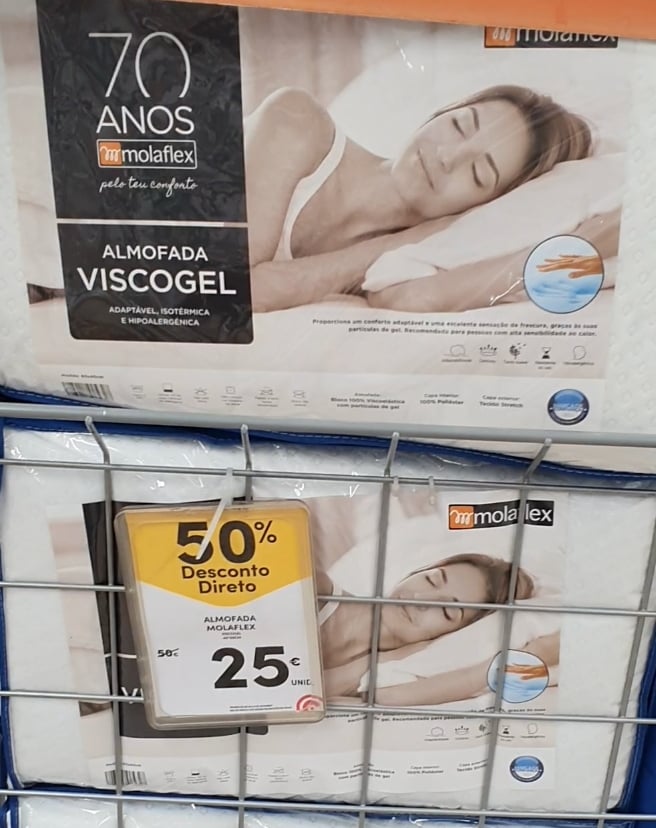 molaflex
70
ANOS
molaflex
pelo teu conforto
ALMOFADA
VISCOGEL
ADAPTÁVEL, ISOTÉRMICA
E HIPOALERGÉNICA
Proporciona um conforto adaptável e uma excelente sensação de frescura, graças às suas
partículas de gel. Recomendado para pessoas com alta sensibilidade ao calor.
Almofada:
Bloco 100% Viscoelástica
com partículas de gel
Capa interior:
100% Poliéster
Capa exterior:
Tecido Stretch
molaflex
50%
Desconto
Direto
ALMOFADA
MOLAFLEX
50€
25€
UNID.